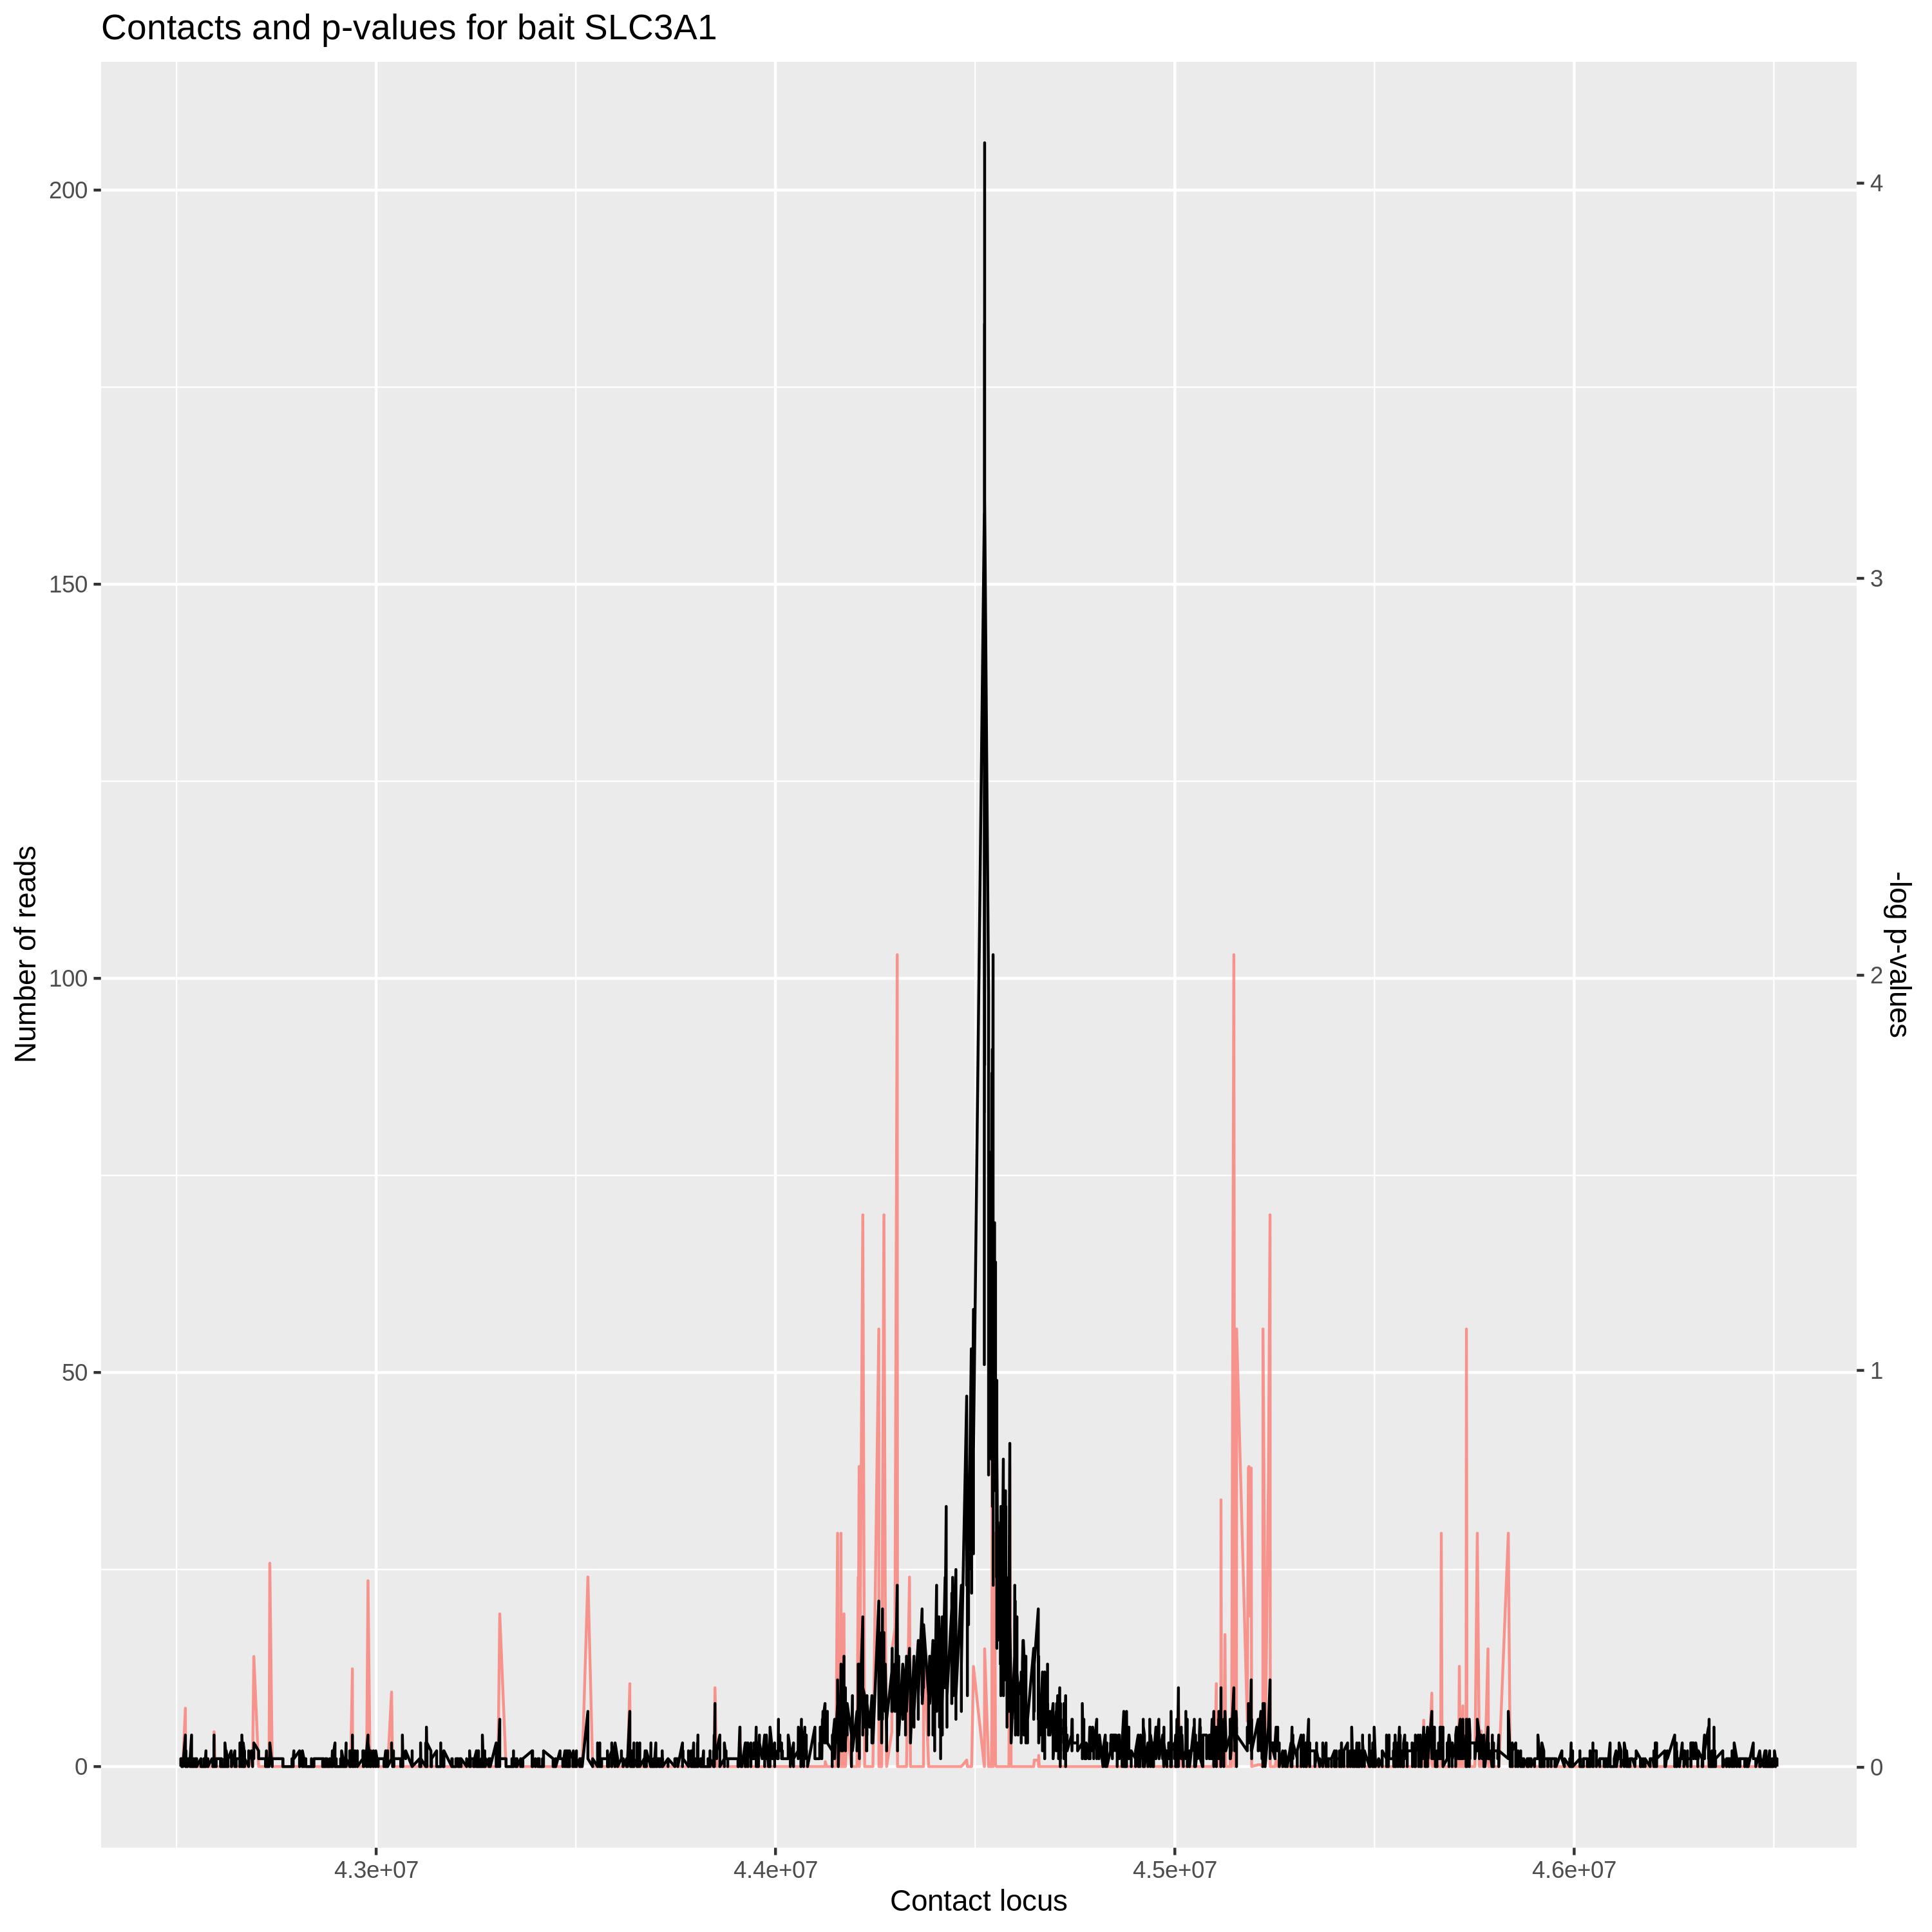 Contacts and p-values for bait SLC3A1
200
150
100
50
0
Number of reads
4
3
2
1
0
-log p-values
4.3e+07
4.4e+07
4.5e+07
4.6e+07
Contact locus